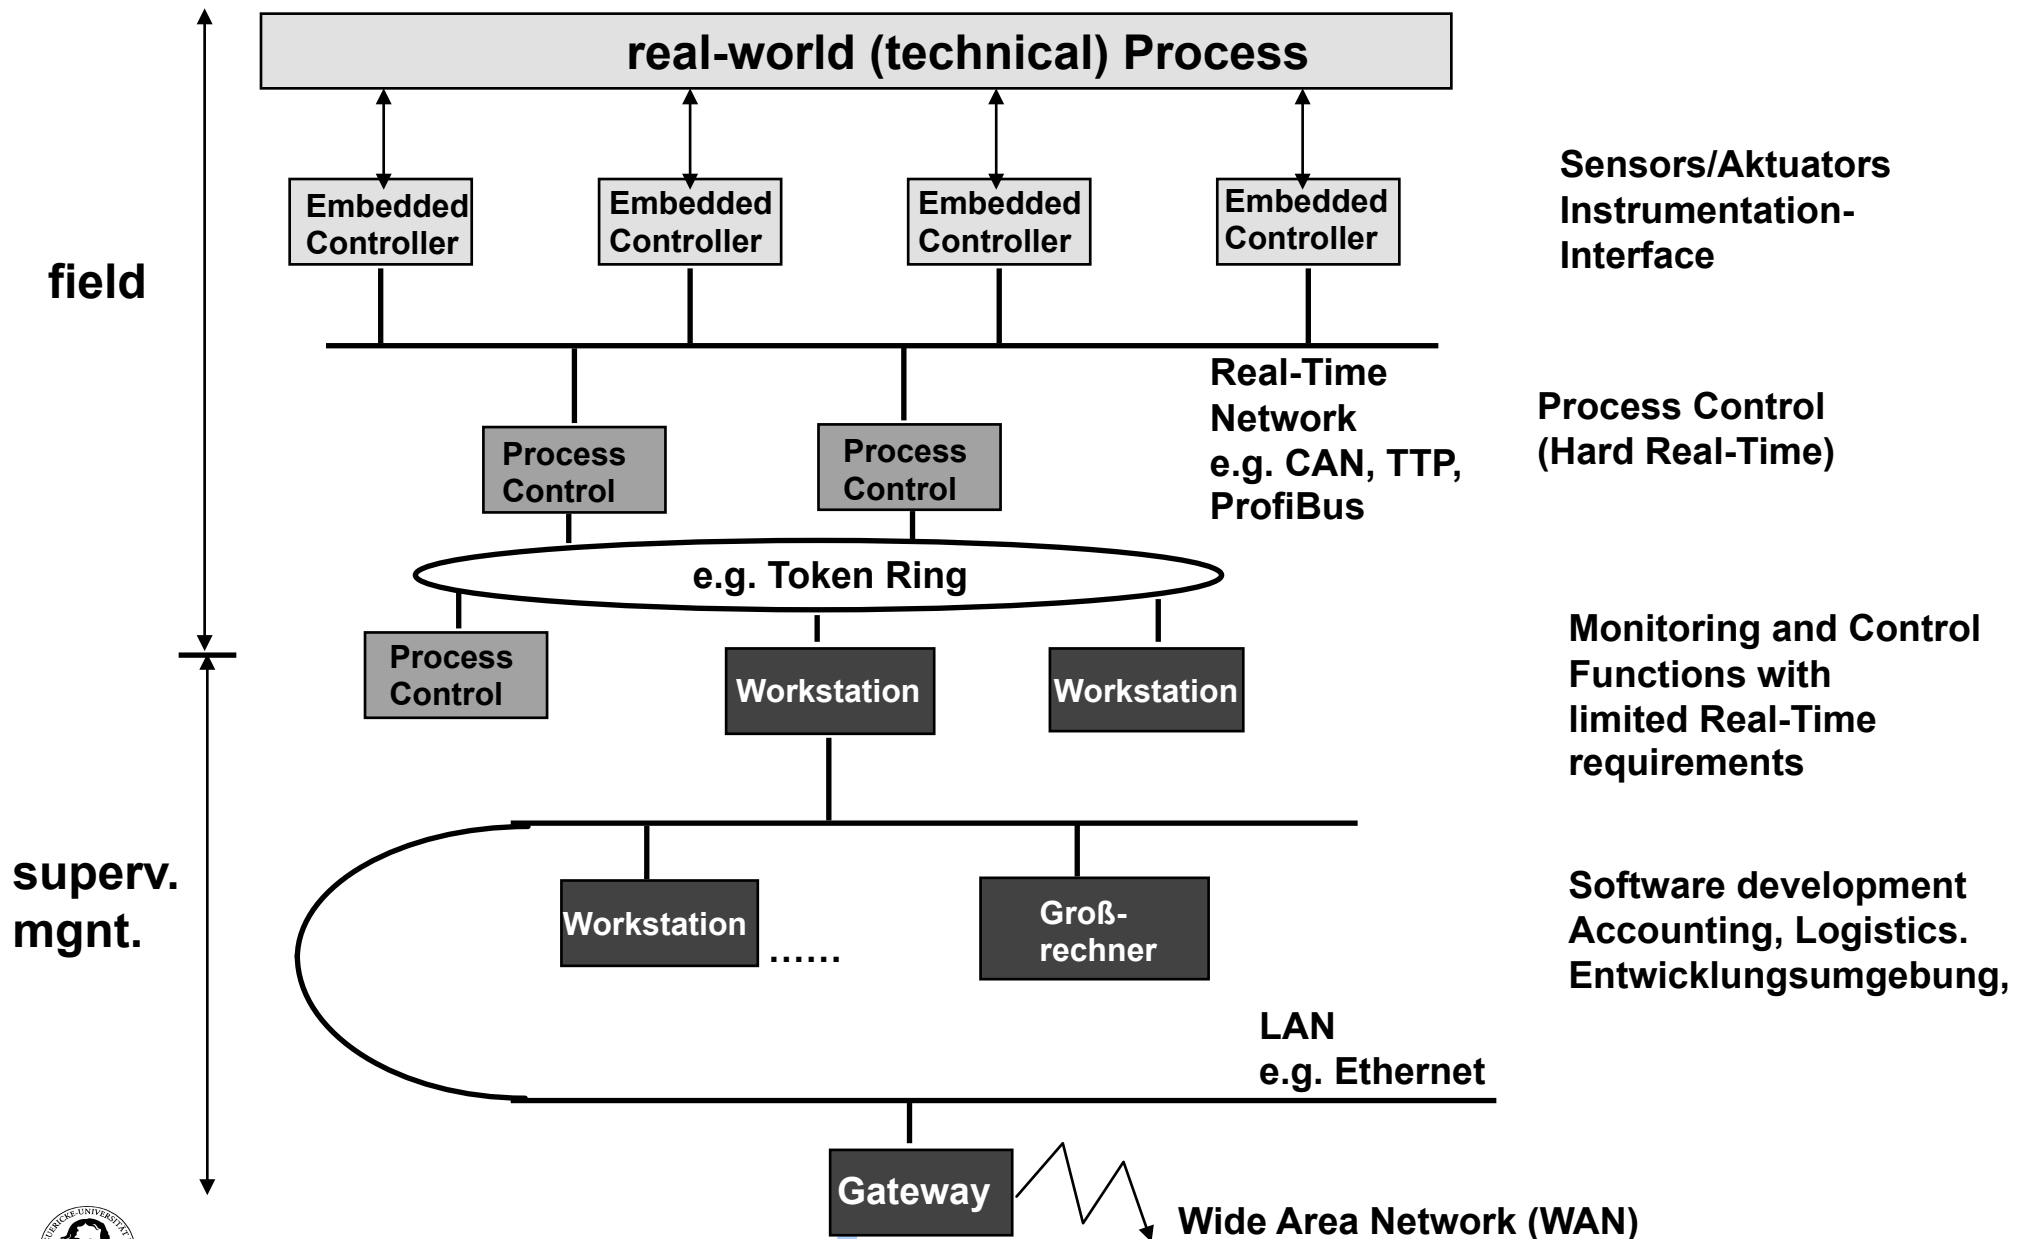 real-world (technical) Process
Embedded
Controller
Embedded
Controller
Embedded
Controller
Embedded
Controller
Sensors/Aktuators
Instrumentation-
Interface
field
Real-Time
Network
e.g. CAN, TTP,
ProfiBus
Process Control
(Hard Real-Time)
Process
Control
Process
Control
e.g. Token Ring
Process
Control
Workstation
Workstation
Monitoring and Control
Functions with
limited Real-Time
requirements
superv.
mgnt.
Workstation
......
Groß-
rechner
Software development
Accounting, Logistics.
Entwicklungsumgebung,
LAN
e.g. Ethernet
Gateway
Wide Area Network (WAN)